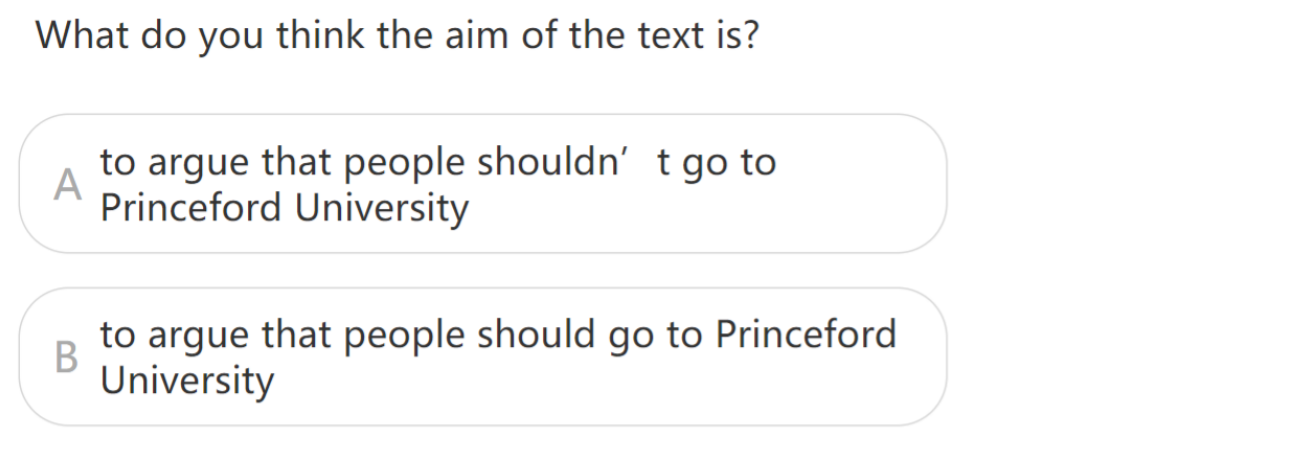 What do you think the aim of the text is?
A
to argue that people shouldn’ t go to
Princeford University
B
to argue that people should go to Princeford
University